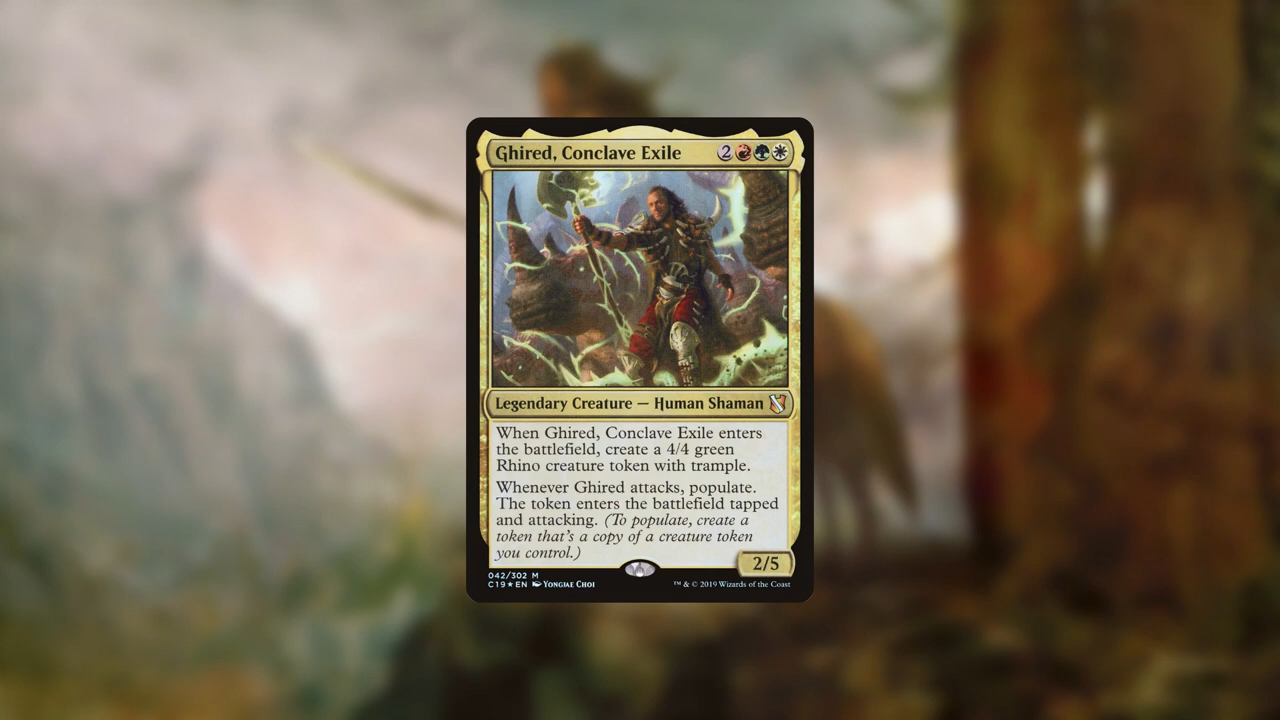 Ghired, Conclave Exile 2
Legendary Creature — Human Shaman
When Ghired, Conclave Exile enters
the battlefield, create a 4/4 green
Rhino creature token with trample.
Whenever Ghired attacks, populate.
The token enters the battlefield tapped
and attacking. (To populate, create a
token that's a copy of a creature token
you control.)
2/5
042/302 M
C19★EN Yongjae Choi
™ & © 2019 Wizards of the Coast